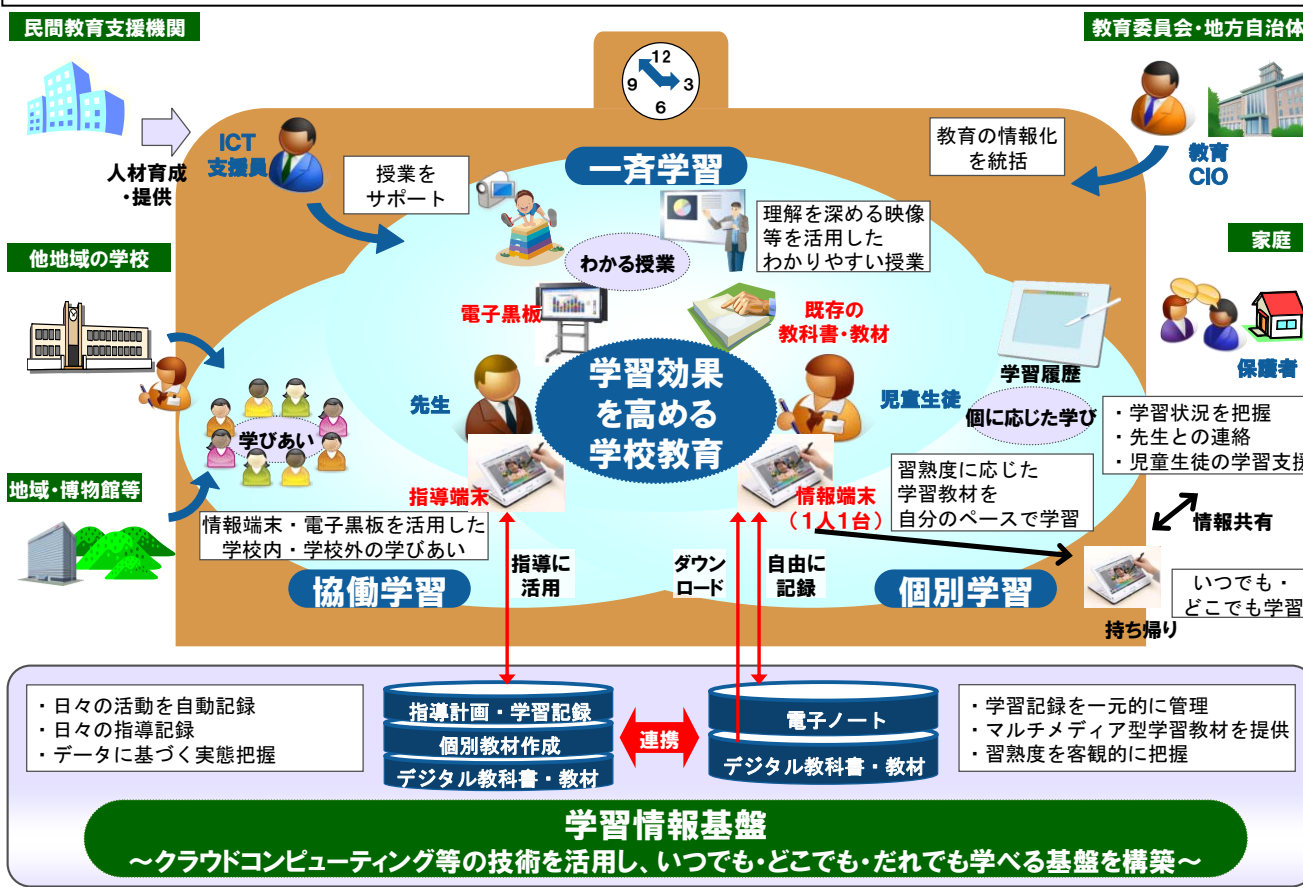 民間教育支援機関
教育委員会・地方自治体
12
9
3
6
ICT
支援員
人材育成
・提供
授業を
サポート
一斉学習
教育の情報化
を統括
教育
CIO
理解を深める映像
等を活用した
わかりやすい授業
わかる授業
他地域の学校
家庭
電子黒板
既存の
教科書・教材
保護者
学習履歴
先生
学習効果
を高める
学校教育
児童生徒
個に応じた学び
学びあい
・学習状況を把握
・先生との連絡
・児童生徒の学習支援
地域・博物館等
指導端末
情報端末
（1人1台）
習熟度に応じた
学習教材を
自分のペースで学習
情報端末・電子黒板を活用した
学校内・学校外の学びあい
情報共有
指導に
活用
ダウン
ロード
自由に
記録
協働学習
個別学習
いつでも・
どこでも学習
持ち帰り
・日々の活動を自動記録
・日々の指導記録
・データに基づく実態把握
指導計画・学習記録
個別教材作成
デジタル教科書・教材
連携
電子ノート
デジタル教科書・教材
・学習記録を一元的に管理
・マルチメディア型学習教材を提供
・習熟度を客観的に把握
学習情報基盤
～クラウドコンピューティング等の技術を活用し、いつでも・どこでも・だれでも学べる基盤を構築～